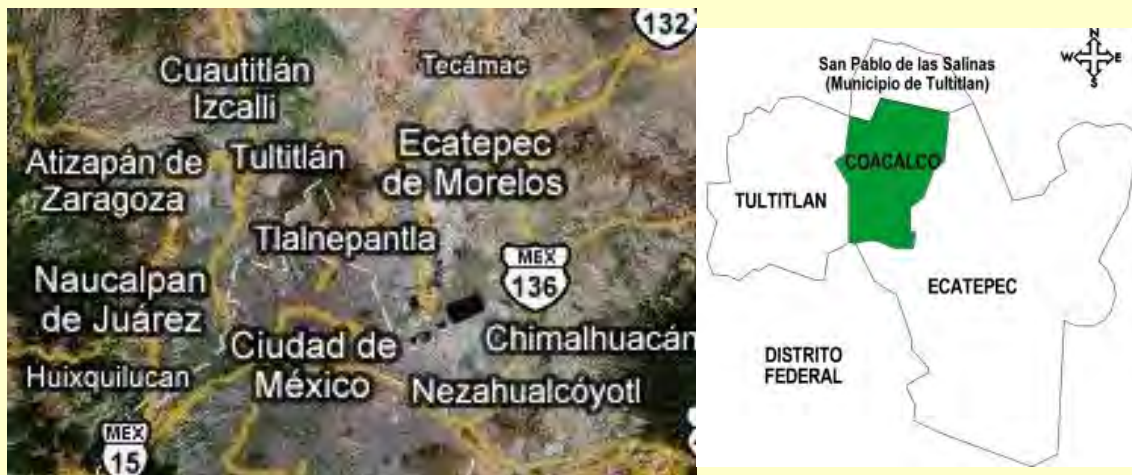 132
Cuautitlán
Izcalli
Tecámac
Atizapán de
Zaragoza
Tultitlán
Ecatepec
de Morelos
Tlalnepantla
MEX
136
Naucalpan
de Juárez
Chimalhuacán
Ciudad de
México
Huixquilucan
Nezahualcóyotl
MEX
15
San Pablo de las Salinas
(Municipio de Tultitlan)
N
W E
S
COACALCO
TULTITLAN
ECATEPEC
DISTRITO
FEDERAL